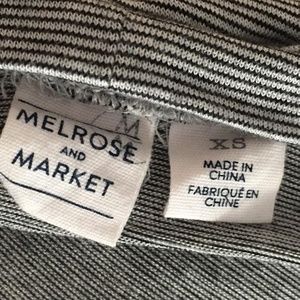 MELROSE
AND
MARKET
XS
MADE IN
CHINA
FABRIQUÉ EN
CHINE